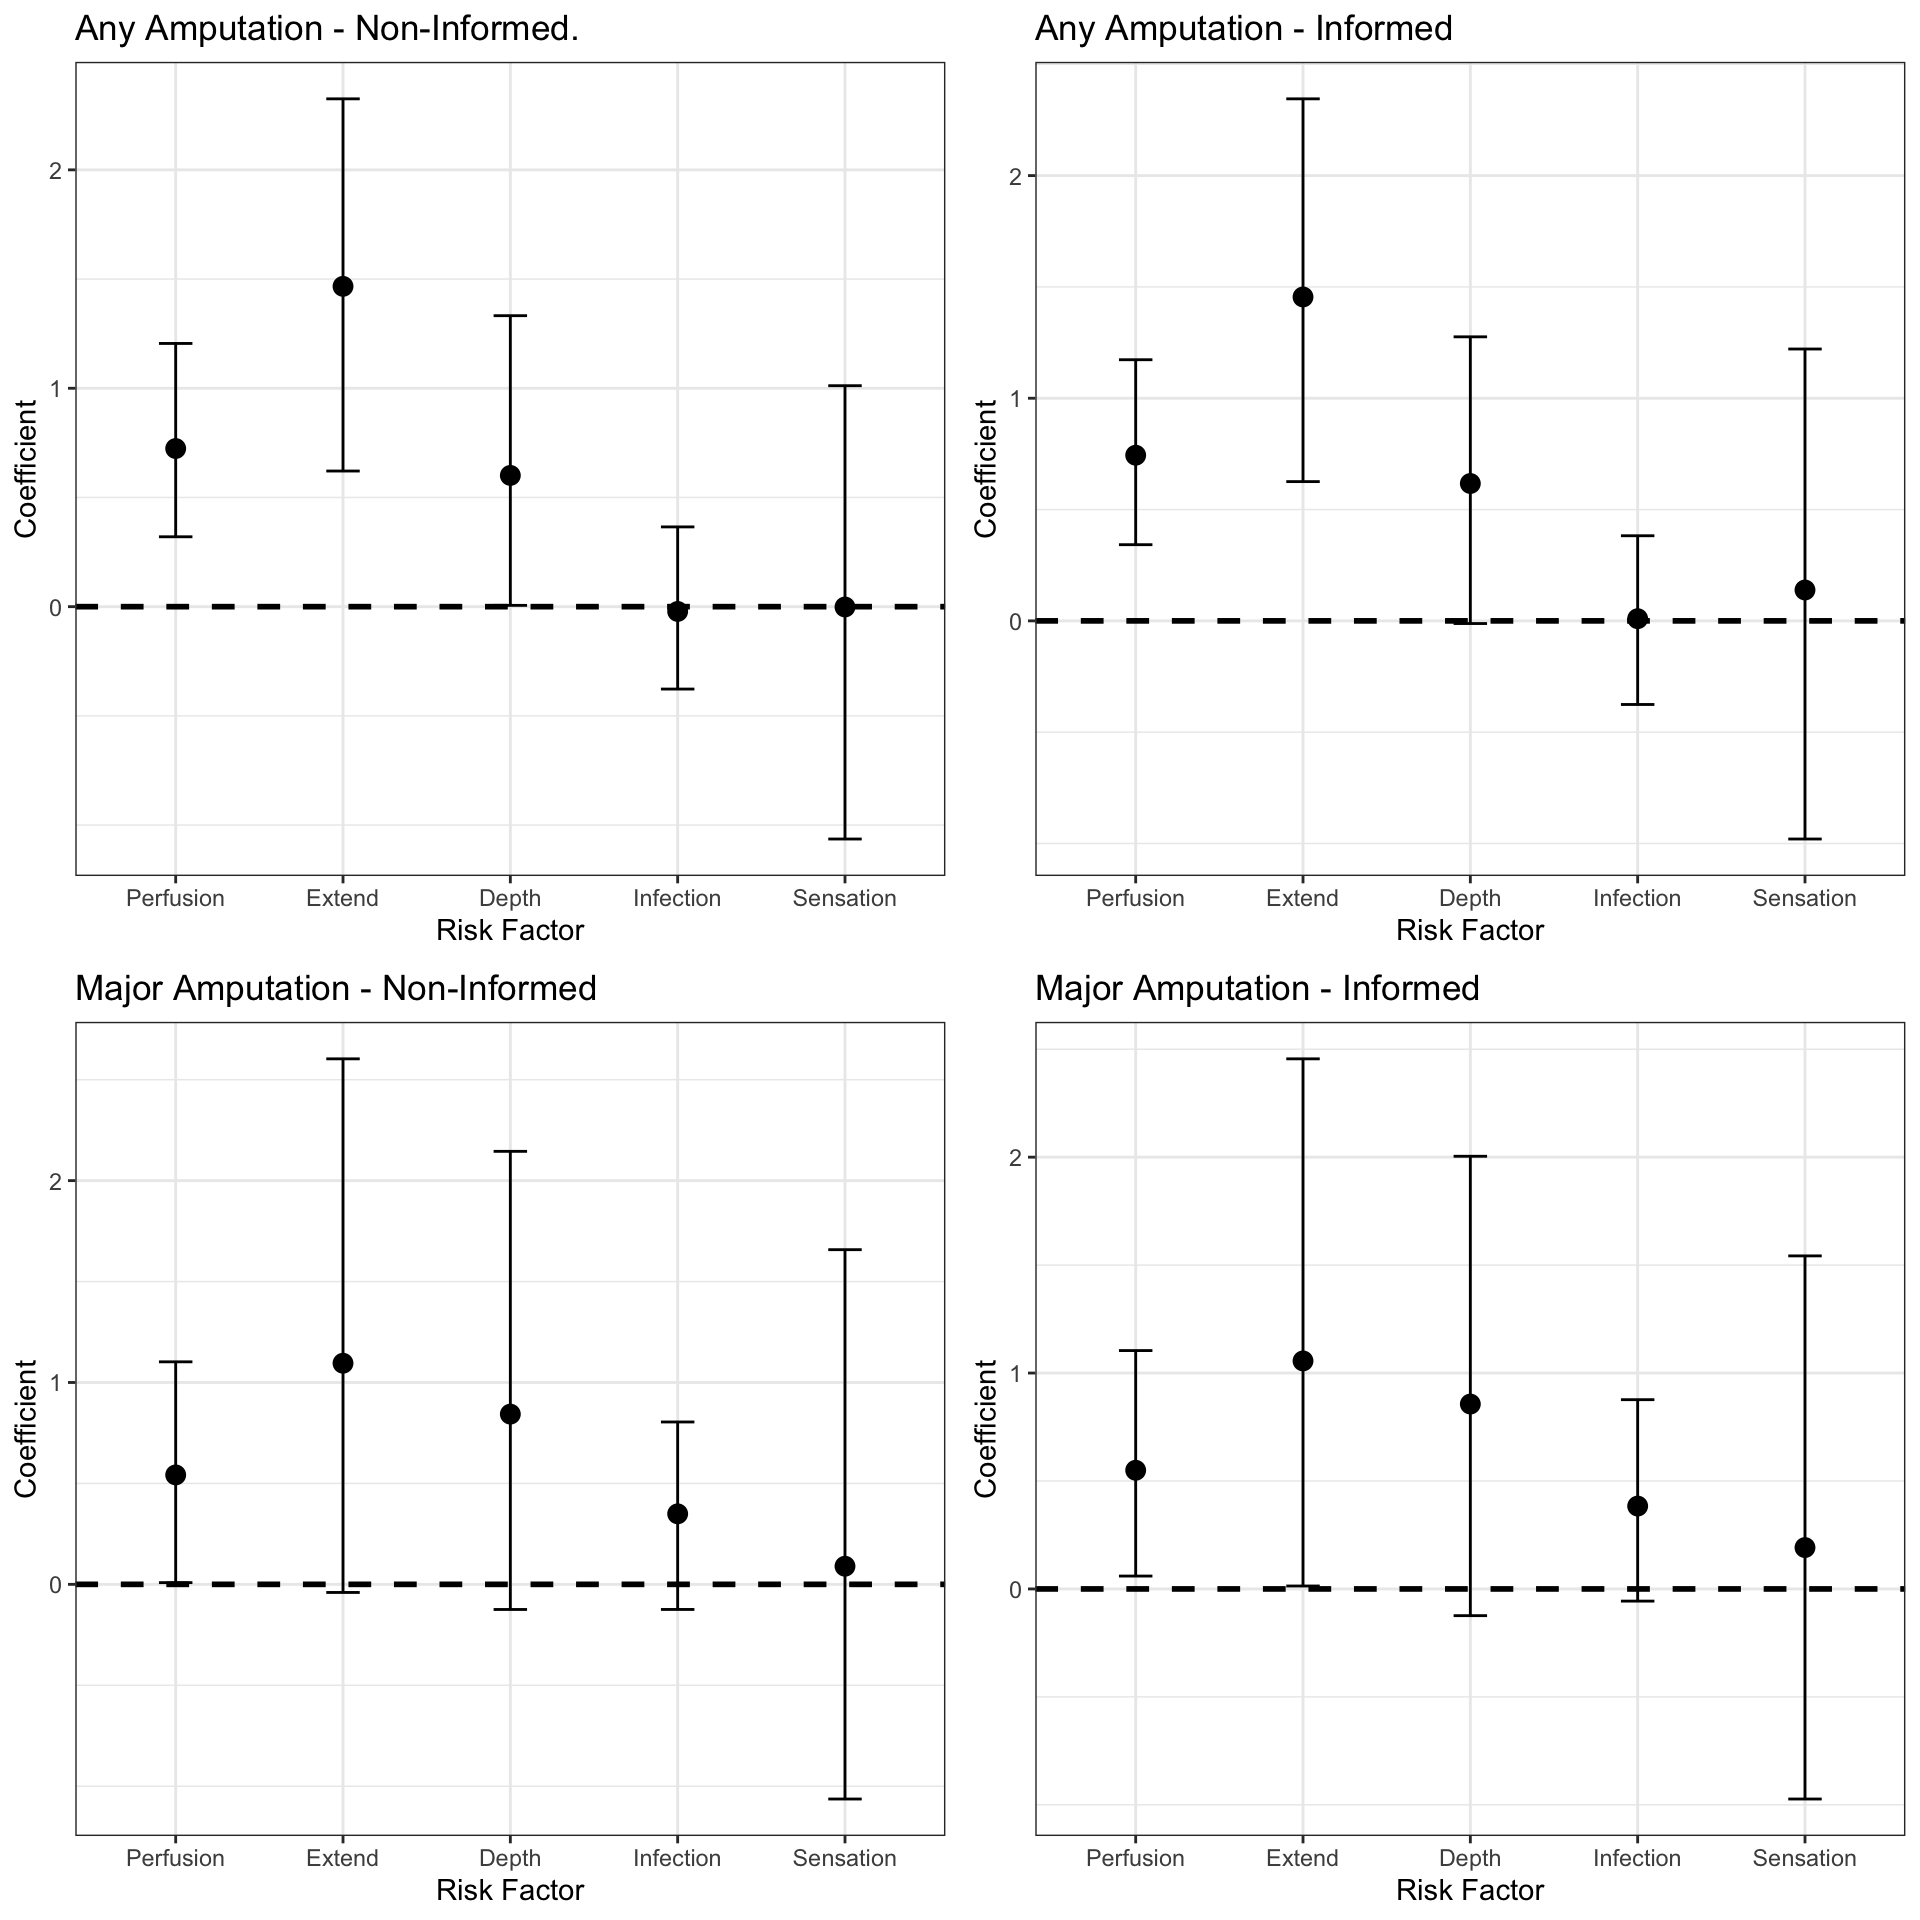 Any Amputation - Non-Informed.
2
1
0
Coefficient
Perfusion Extend Depth Infection Sensation
Risk Factor
Any Amputation - Informed
2
1
0
Coefficient
Perfusion Extend Depth Infection Sensation
Risk Factor
Major Amputation - Non-Informed
2
1
0
Coefficient
Perfusion Extend Depth Infection Sensation
Risk Factor
Major Amputation - Informed
2
1
0
Coefficient
Perfusion Extend Depth Infection Sensation
Risk Factor